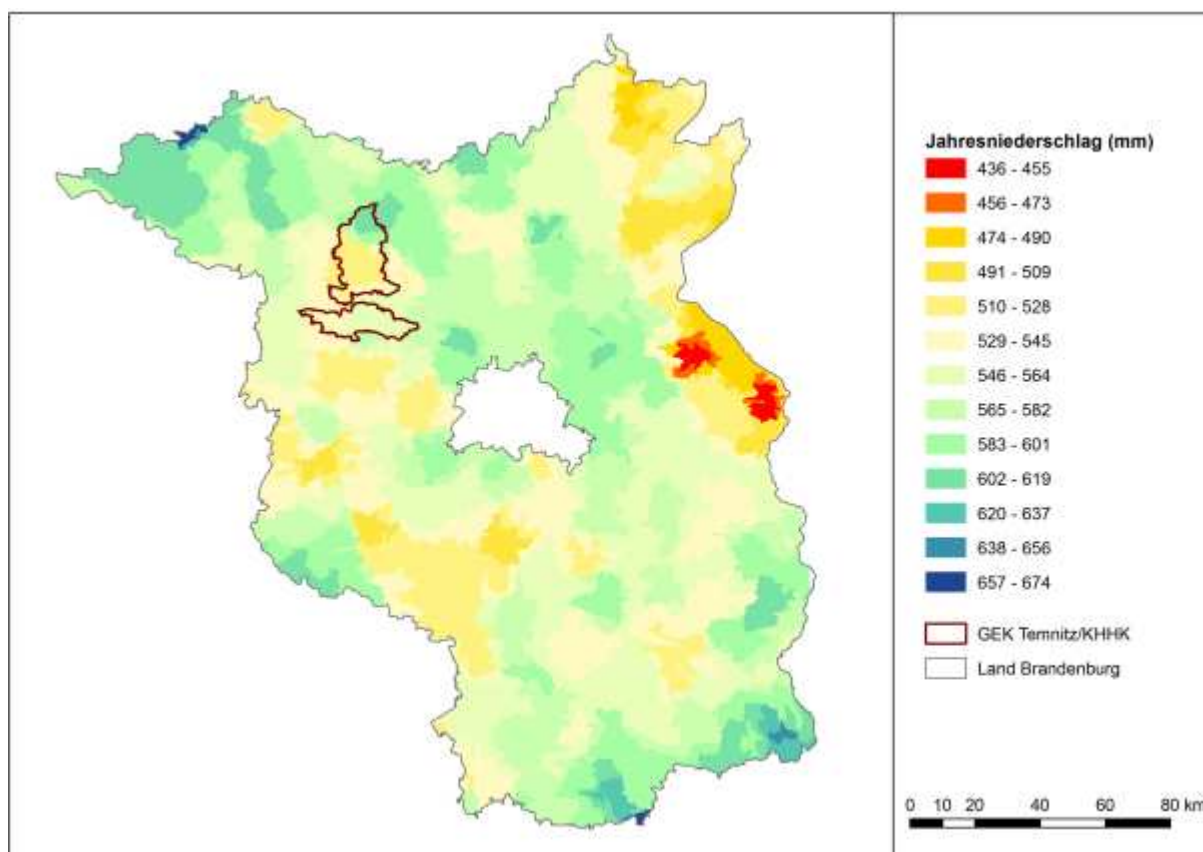 Jahresniederschlag (mm)
436 - 455
456 - 473
474 - 490
491 - 509
510 - 528
529 - 545
546 - 564
565 - 582
583 - 601
602 - 619
620 - 637
638 - 656
657 - 674
GEK Temnitz/KHHK
Land Brandenburg
0 10 20 40 60 80 km